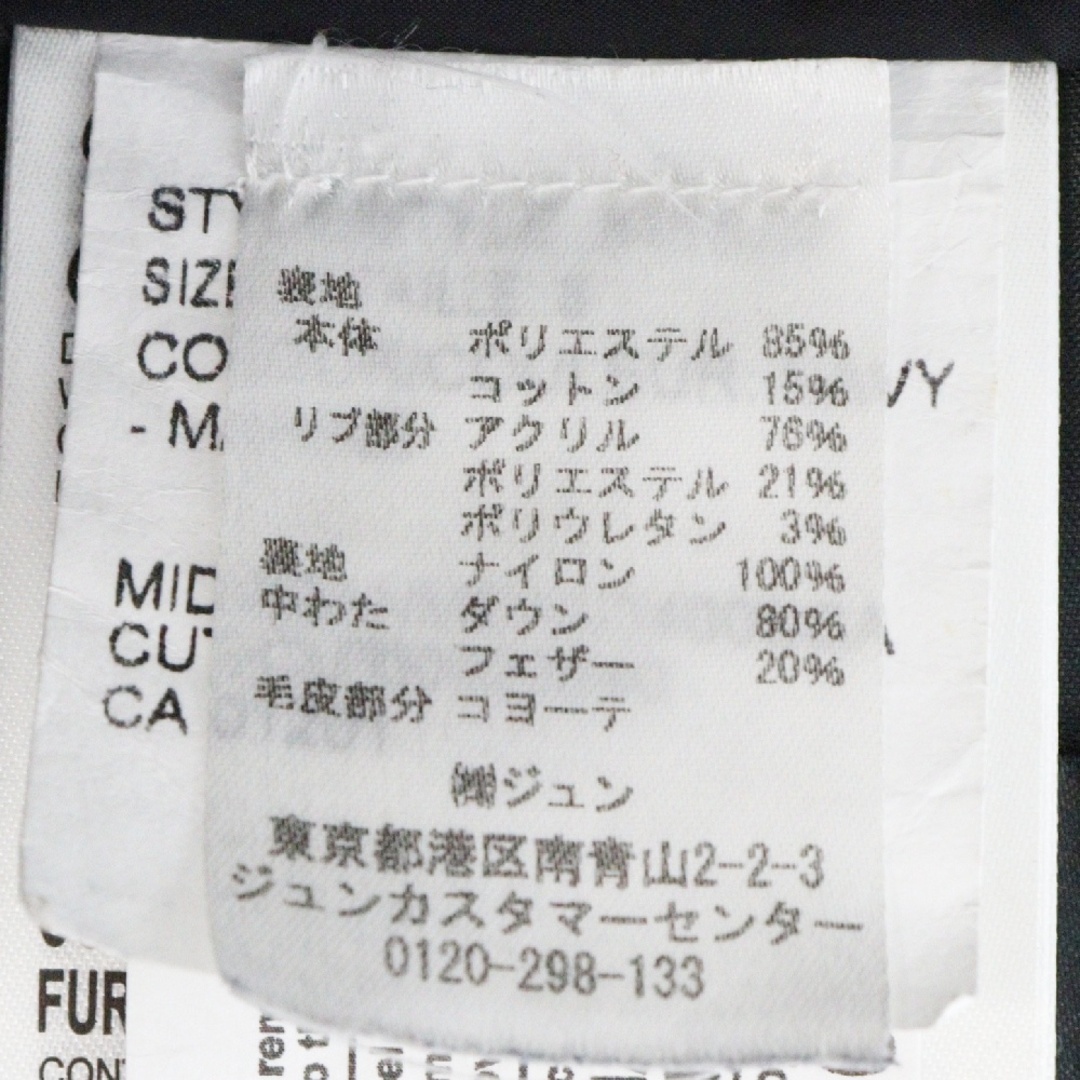 表地
本体 ポリエステル 85%
コットン 15%
リブ部分 アクリル 76%
ポリエステル 21%
ポリウレタン 3%
裏地 ナイロン 100%
中わた ダウン 80%
フェザー 20%
毛皮部分 コヨーテ
㈱ジュン
東京都港区南青山2-2-3
ジュンカスタマーセンター
0120-298-133
STY
SIZE
CO VY
- M
MID
CUT
CA
FUR
CON